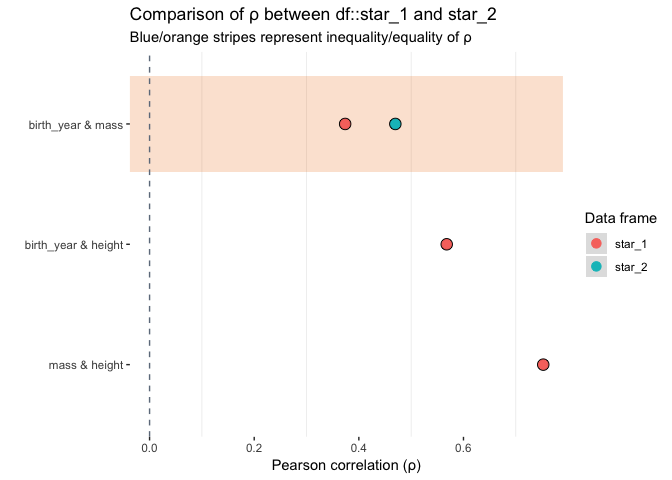 Comparison of ρ between df::star_1 and star_2
Blue/orange stripes represent inequality/equality of ρ
birth_year & mass
birth_year & height
mass & height
0.0
0.2
0.4
0.6
Pearson correlation (ρ)
Data frame
star_1
star_2